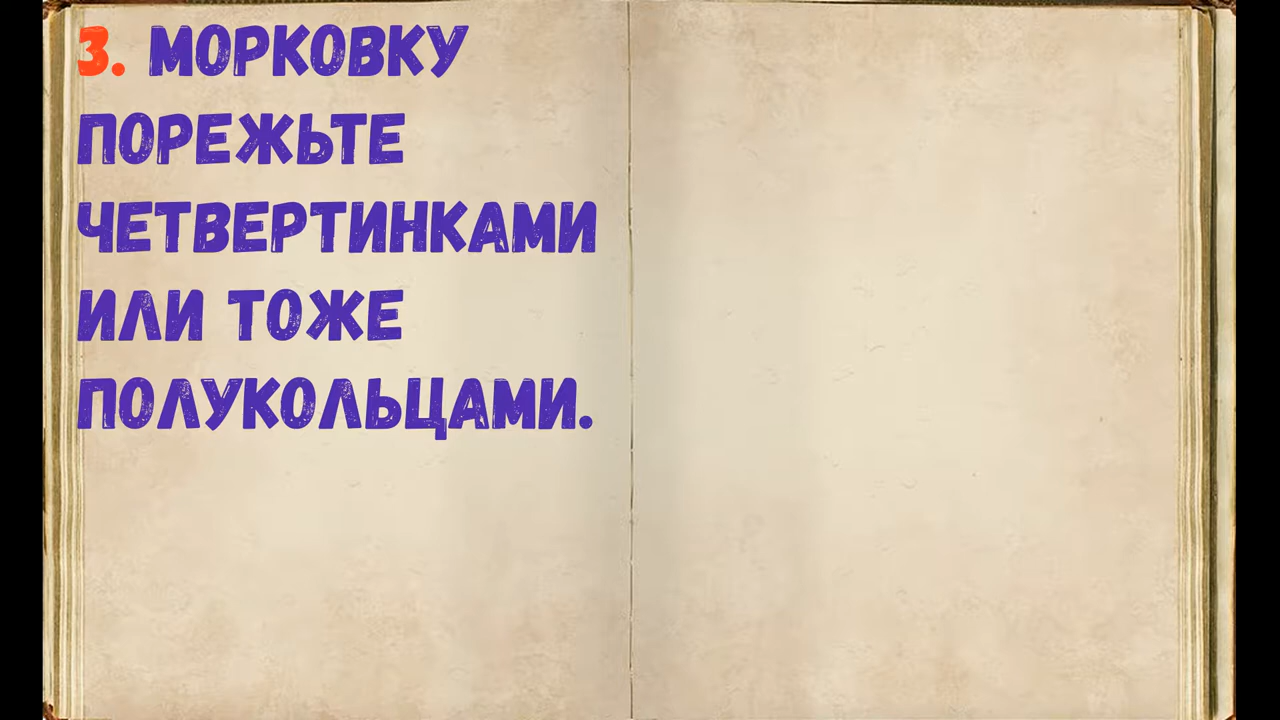 3. МОРКОВКУ
ПОРЕЖЬТЕ
ЧЕТВЕРТИНКАМИ
ИЛИ ТОЖЕ
ПОЛУКОЛЬЦАМИ.